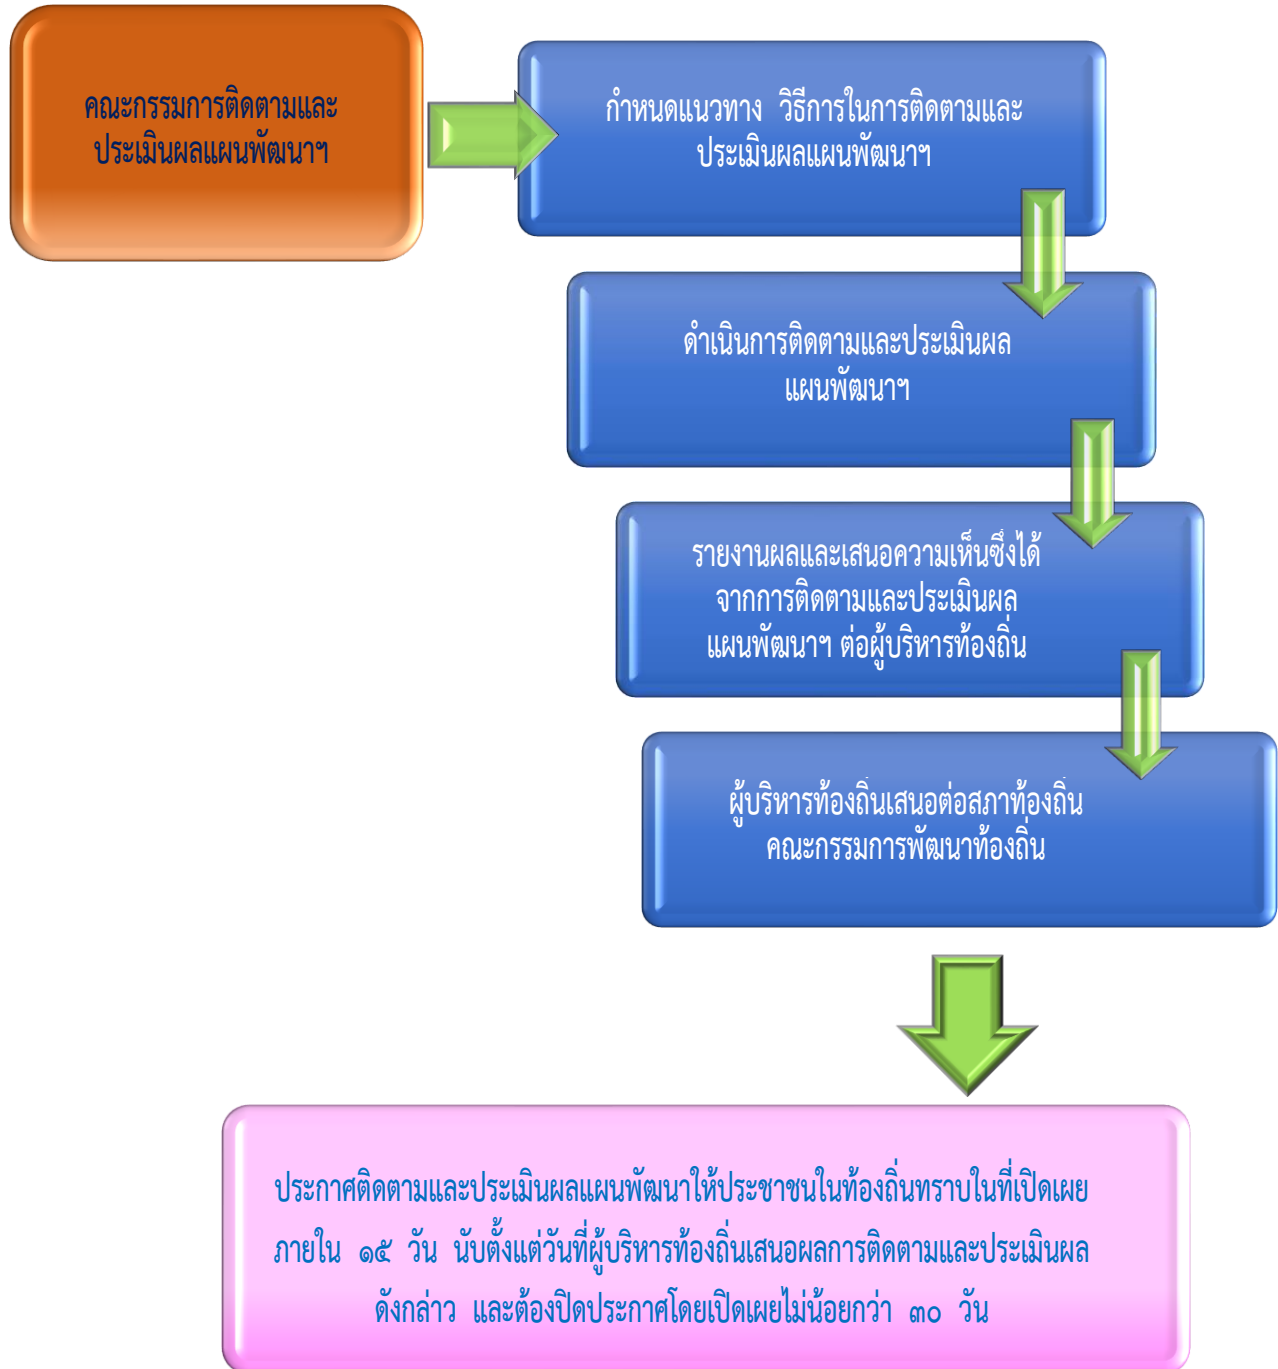 คณะกรรมการติดตามและ
ประเมินผลแผนพัฒนาฯ
กำหนดแนวทาง วิธีการในการติดตามและ
ประเมินผลแผนพัฒนาฯ
ดำเนินการติดตามและประเมินผล
แผนพัฒนาฯ
รายงานผลและเสนอความเห็นซึ่งได้
จากการติดตามและประเมินผล
แผนพัฒนาฯ ต่อผู้บริหารท้องถิ่น
ผู้บริหารท้องถิ่นเสนอต่อสภาท้องถิ่น
คณะกรรมการพัฒนาท้องถิ่น
ประกาศติดตามและประเมินผลแผนพัฒนาให้ประชาชนในท้องถิ่นทราบในที่เปิดเผย
ภายใน ๑๕ วัน นับตั้งแต่วันที่ผู้บริหารท้องถิ่นเสนอผลการติดตามและประเมินผล
ดังกล่าว และต้องปิดประกาศโดยเปิดเผยไม่น้อยกว่า ๓๐ วัน